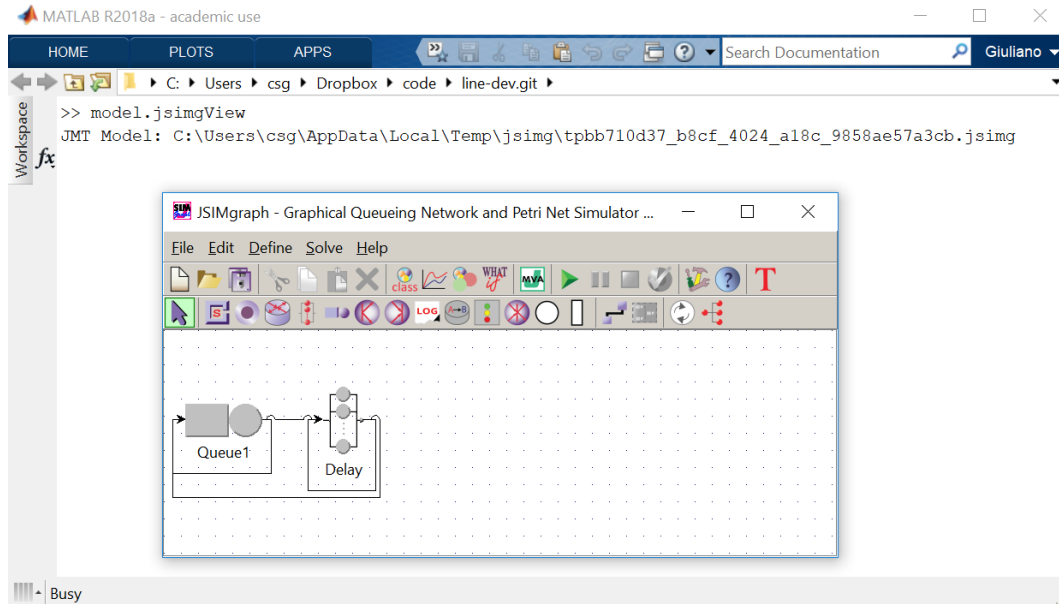 MATLAB R2018a - academic use
HOME PLOTS APPS Search Documentation Giuliano
C: Users csg Dropbox code line-dev.git
Workspace
>> model.jsimgView
JMT Model: C:\Users\csg\AppData\Local\Temp\jsimg\tpbb710d37_b8cf_4024_a18c_9858ae57a3cb.jsimg
fx
SIM JSIMgraph - Graphical Queueing Network and Petri Net Simulator ...
File Edit Define Solve Help
class WHAT IF MVA ? T
S LOG A→B
Queue1
Delay
Busy